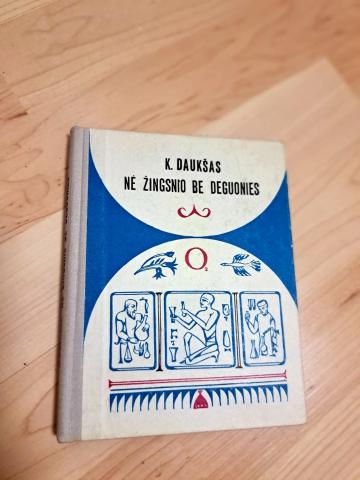 K. DAUKŠAS
NĖ ŽINGSNIO BE DEGUONIES
O₂